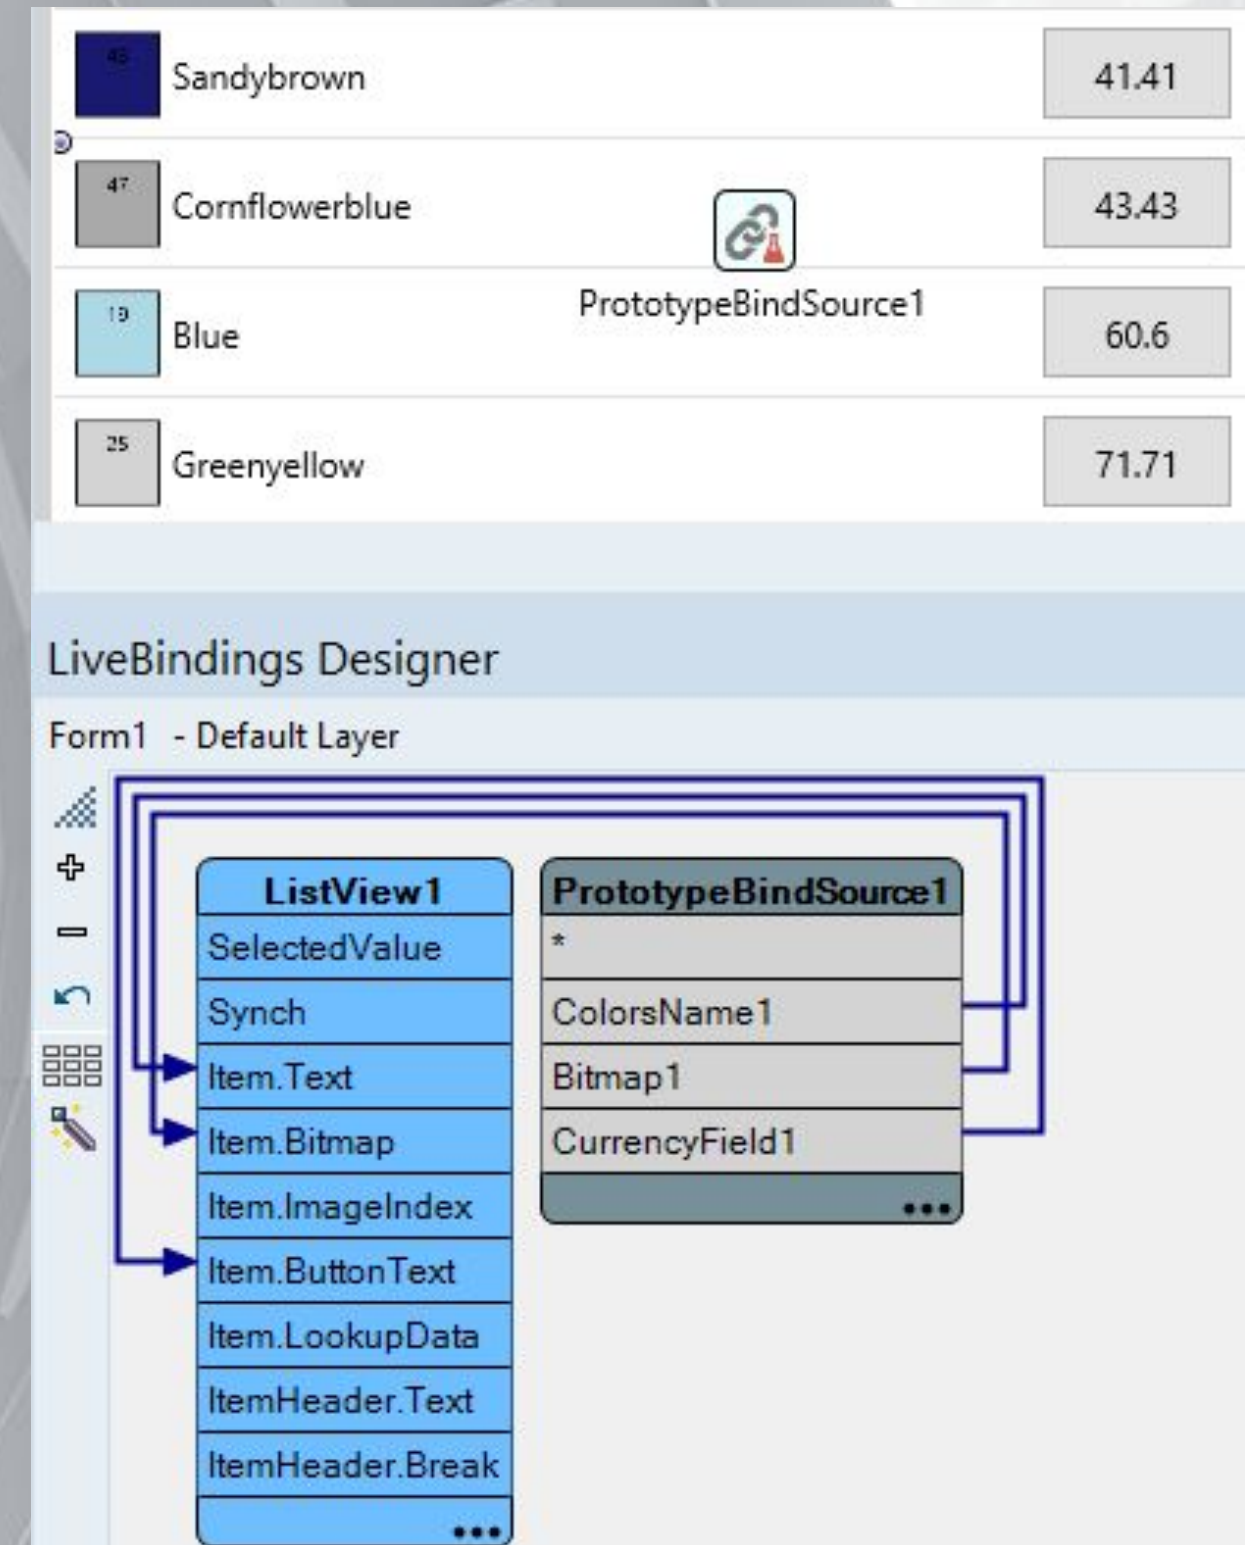 Sandybrown 41.41
47 Cornflowerblue 43.43
PrototypeBindSource1
19 Blue 60.6
25 Greenyellow 71.71
LiveBindings Designer
Form1 - Default Layer
ListView1
SelectedValue
Synch
Item.Text
Item.Bitmap
Item.ImageIndex
Item.ButtonText
Item.LookupData
ItemHeader.Text
ItemHeader.Break
•••
PrototypeBindSource1
*
ColorsName1
Bitmap1
CurrencyField1
•••